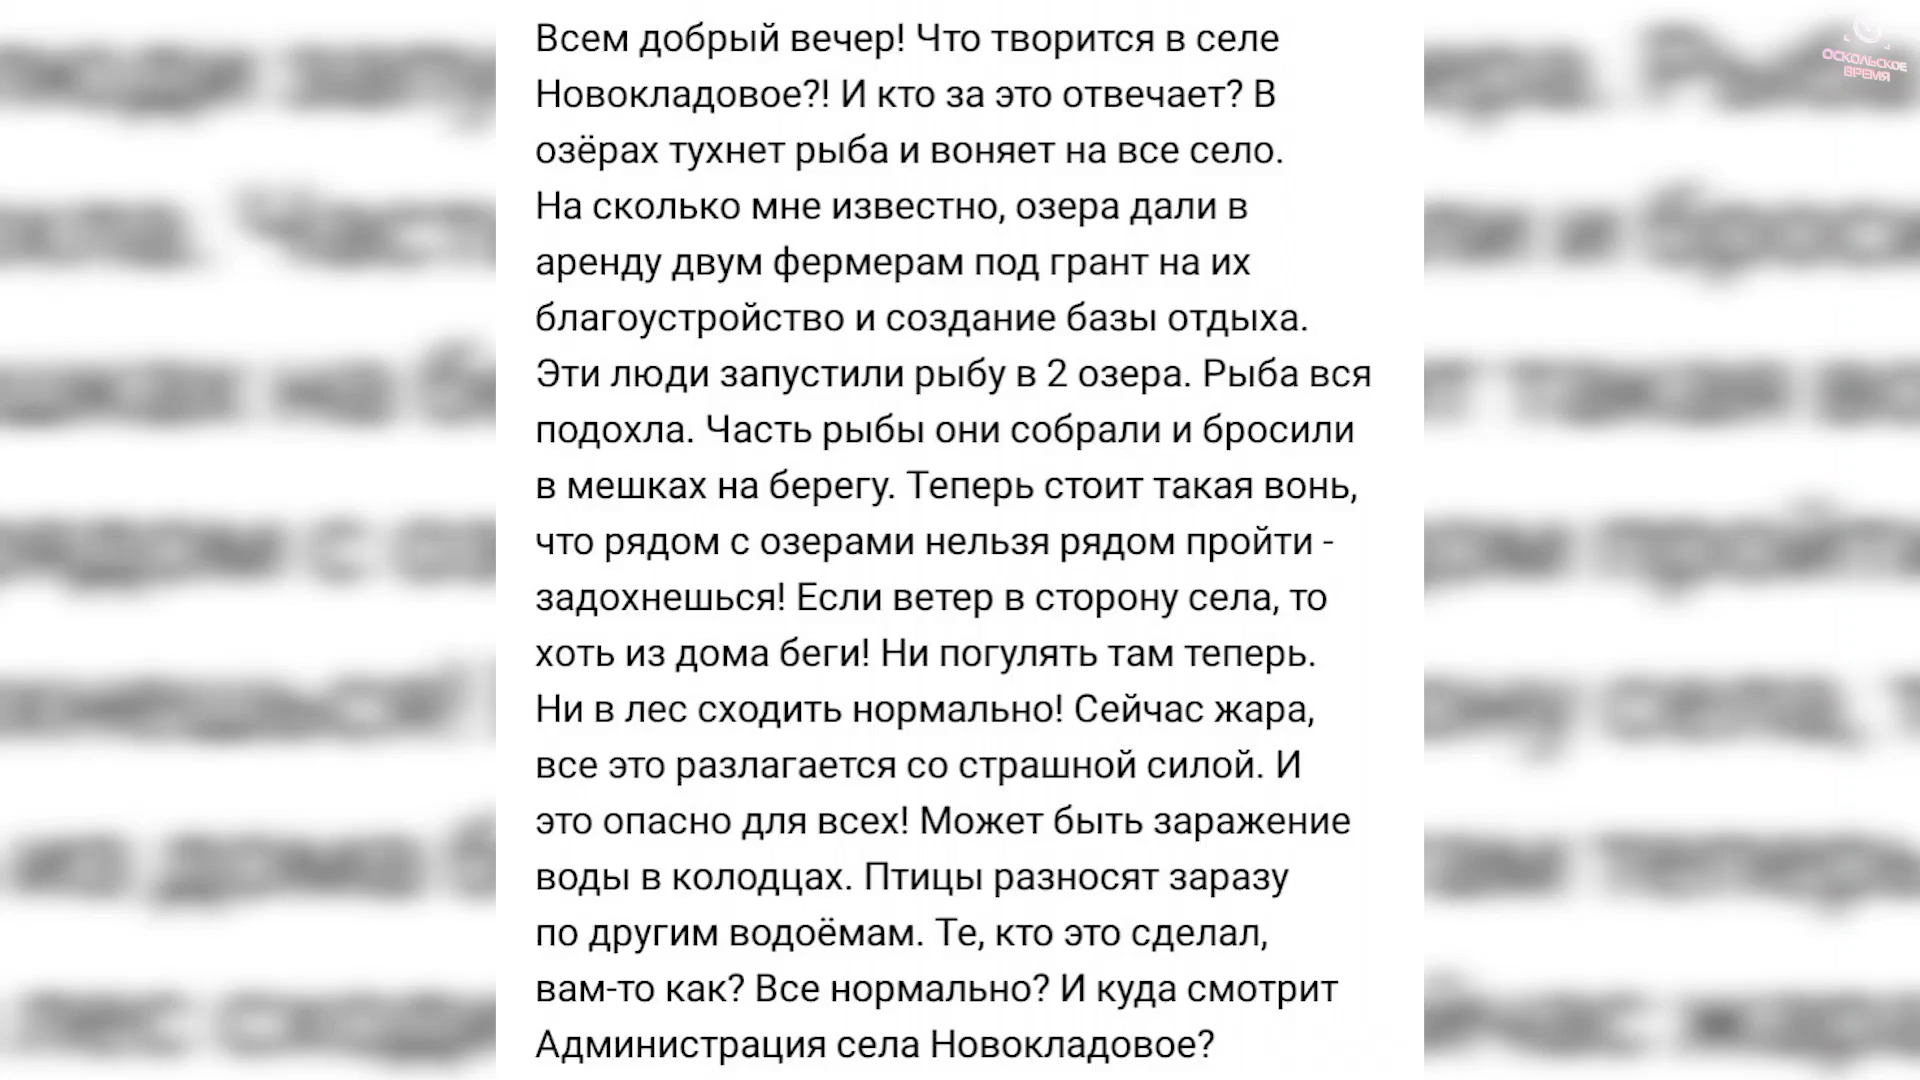 Всем добрый вечер! Что творится в селе
Новокладовое?! И кто за это отвечает? В
озёрах тухнет рыба и воняет на все село.
На сколько мне известно, озера дали в
аренду двум фермерам под грант на их
благоустройство и создание базы отдыха.
Эти люди запустили рыбу в 2 озера. Рыба вся
подохла. Часть рыбы они собрали и бросили
в мешках на берегу. Теперь стоит такая вонь,
что рядом с озерами нельзя рядом пройти -
задохнешься! Если ветер в сторону села, то
хоть из дома беги! Ни погулять там теперь.
Ни в лес сходить нормально! Сейчас жара,
все это разлагается со страшной силой. И
это опасно для всех! Может быть заражение
воды в колодцах. Птицы разносят заразу
по другим водоёмам. Те, кто это сделал,
вам-то как? Все нормально? И куда смотрит
Администрация села Новокладовое?
ОСКОЛЬСКОЕ
ВРЕМЯ